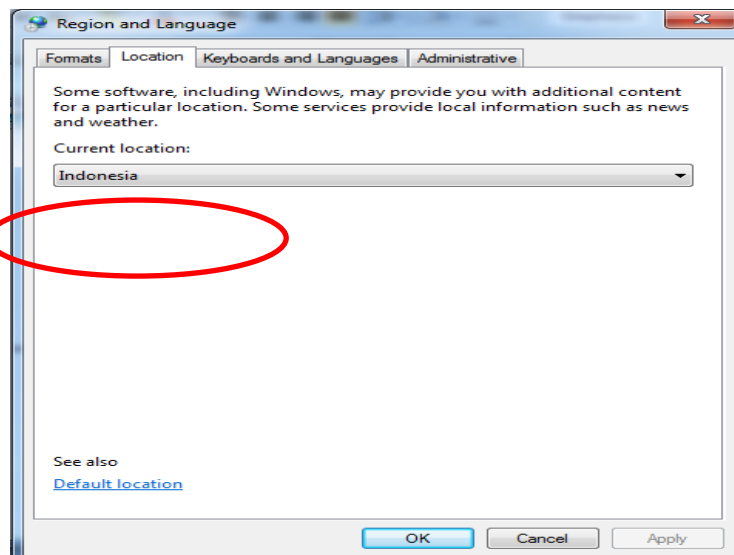 Region and Language
Formats Location Keyboards and Languages Administrative
Some software, including Windows, may provide you with additional content
for a particular location. Some services provide local information such as news
and weather.
Current location:
Indonesia
See also
Default location
OK Cancel Apply